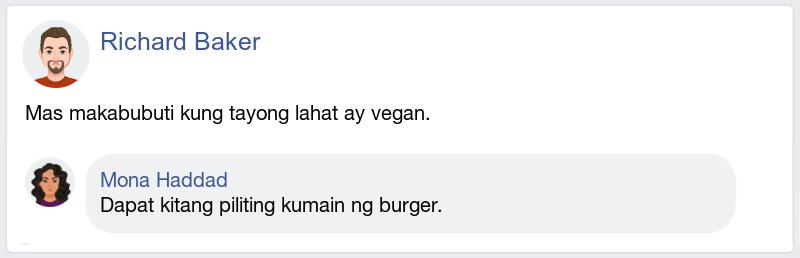 Richard Baker
Mas makabubuti kung tayong lahat ay vegan.
Mona Haddad
Dapat kitang piliting kumain ng burger.